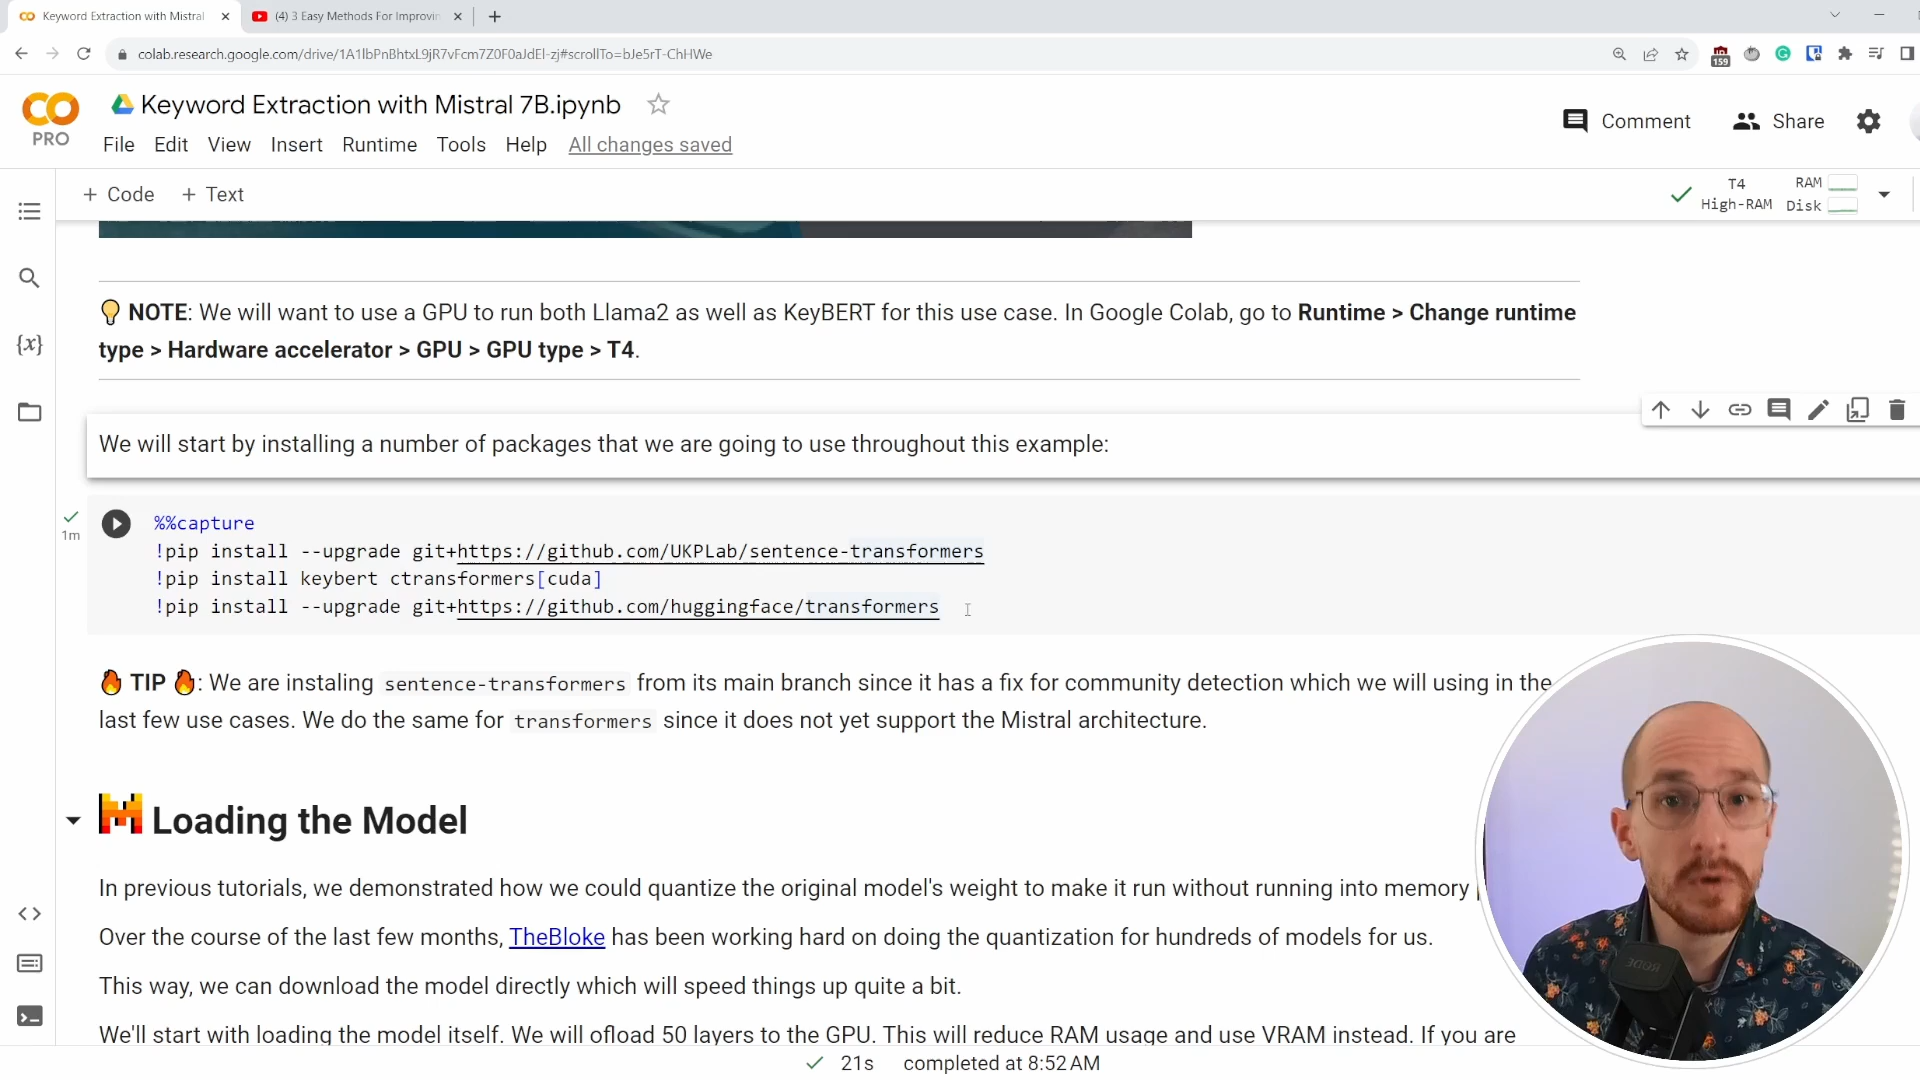 Keyword Extraction with Mistral
(4) 3 Easy Methods For Improvin
colab.research.google.com/drive/1A1lbPnBhtxL9jR7vFcm7Z0F0aJdEl-zj#scrollTo=bJe5rT-ChHWe
159
PRO
Keyword Extraction with Mistral 7B.ipynb
Comment
Share
File Edit View Insert Runtime Tools Help All changes saved
+ Code + Text
T4
High-RAM
RAM
Disk
💡 NOTE: We will want to use a GPU to run both Llama2 as well as KeyBERT for this use case. In Google Colab, go to Runtime > Change runtime
type > Hardware accelerator > GPU > GPU type > T4.
We will start by installing a number of packages that we are going to use throughout this example:
1m
%%capture
!pip install --upgrade git+https://github.com/UKPLab/sentence-transformers
!pip install keybert ctransformers[cuda]
!pip install --upgrade git+https://github.com/huggingface/transformers
🔥 TIP 🔥: We are instaling sentence-transformers from its main branch since it has a fix for community detection which we will using in the
last few use cases. We do the same for transformers since it does not yet support the Mistral architecture.
Loading the Model
In previous tutorials, we demonstrated how we could quantize the original model's weight to make it run without running into memory
Over the course of the last few months, TheBloke has been working hard on doing the quantization for hundreds of models for us.
This way, we can download the model directly which will speed things up quite a bit.
We'll start with loading the model itself. We will ofload 50 layers to the GPU. This will reduce RAM usage and use VRAM instead. If you are
RODE
21s completed at 8:52 AM